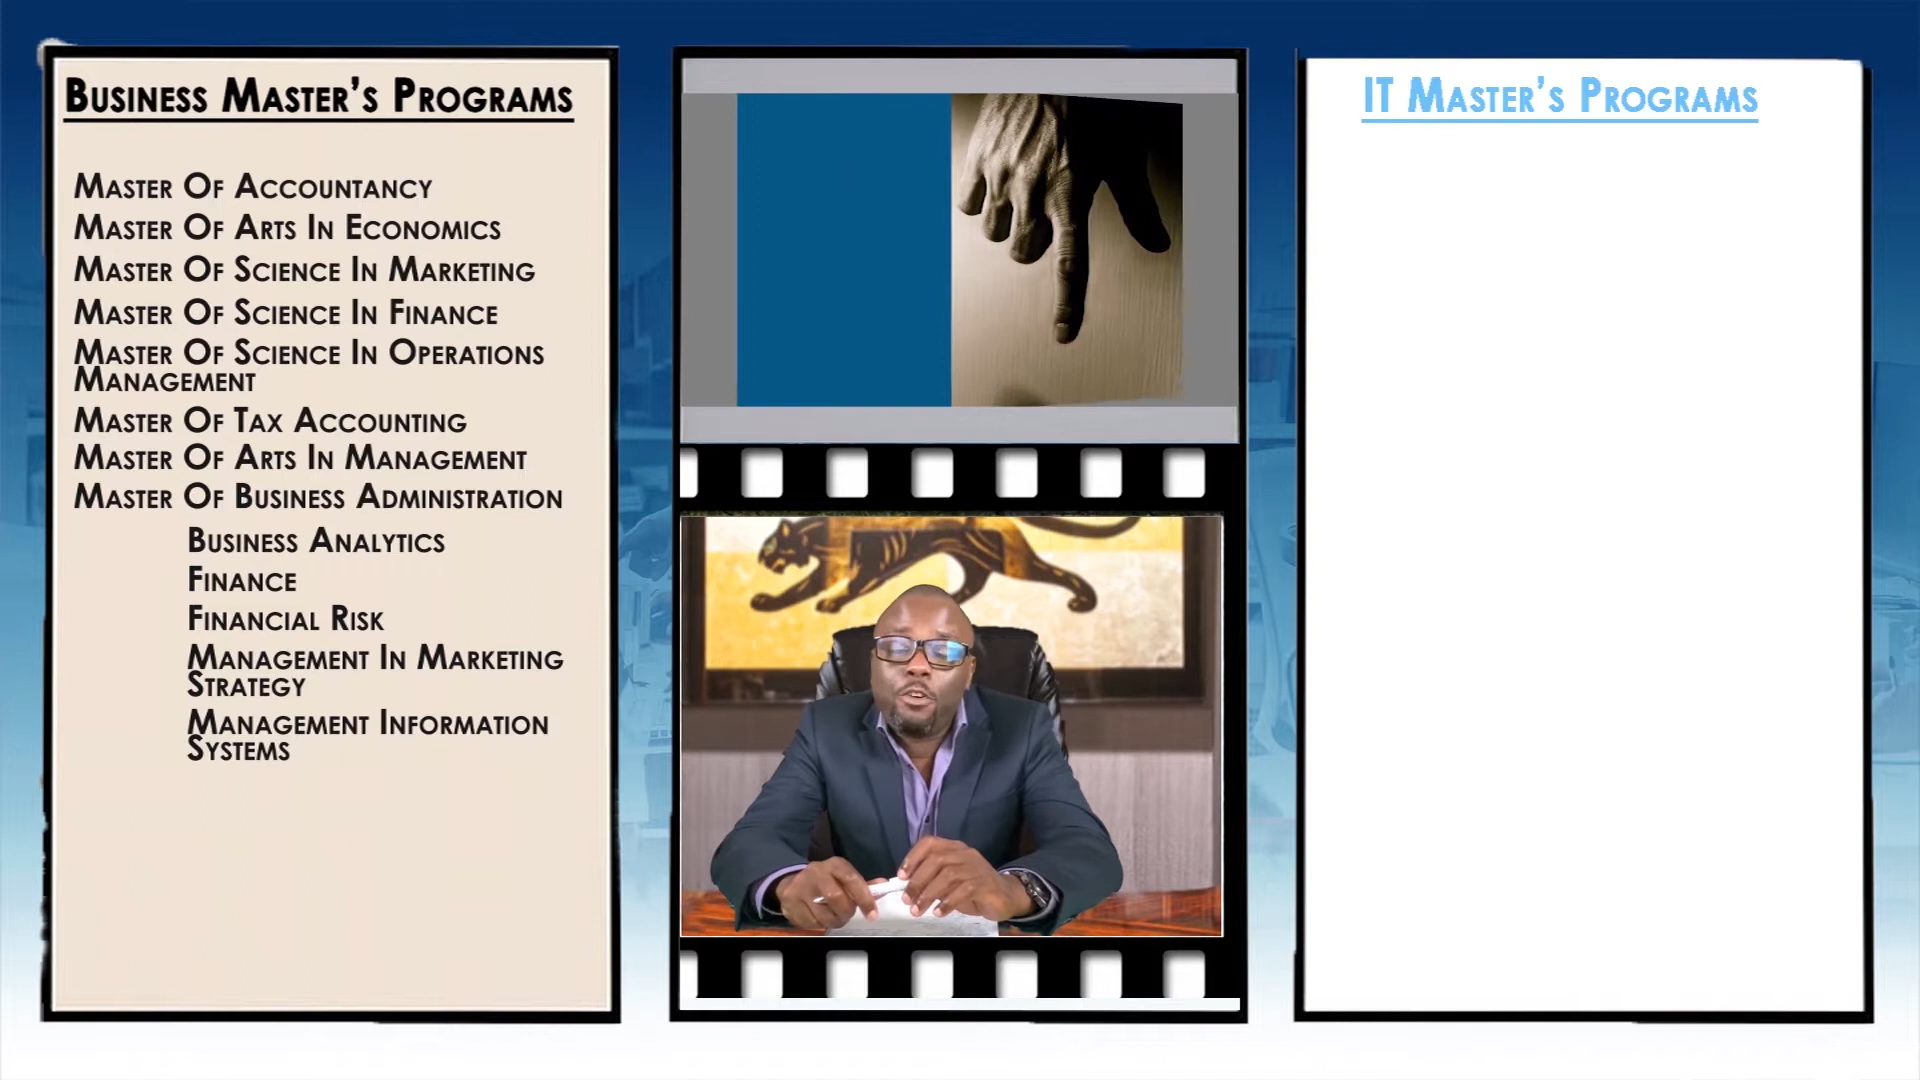 Business Master's Programs
Master Of Accountancy
Master Of Arts In Economics
Master Of Science In Marketing
Master Of Science In Finance
Master Of Science In Operations
Management
Master Of Tax Accounting
Master Of Arts In Management
Master Of Business Administration
Business Analytics
Finance
Financial Risk
Management In Marketing
Strategy
Management Information
Systems
IT Master's Programs